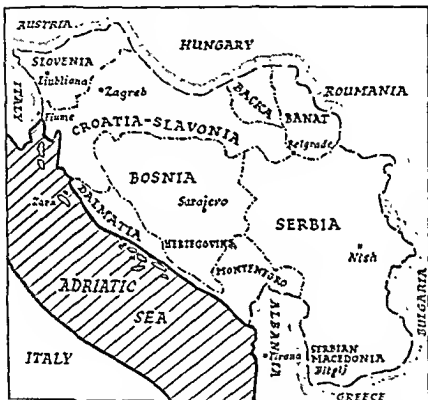 AUSTRIA
HUNGARY
SLOVENIA
Liubliana
Zagreb
ITALY
Fiume
BACKA
BANAT
ROUMANIA
CROATIA-SLAVONIA
Belgrade
BOSNIA
Sarajevo
Zara
DALMATIA
SERBIA
HERTEGOVINA
Nish
MONTENEGRO
ADRIATIC
SEA
ALBANIA
BULGARIA
Tirana
SERBIAN
MACEDONIA
Bitolj
ITALY
GREECE